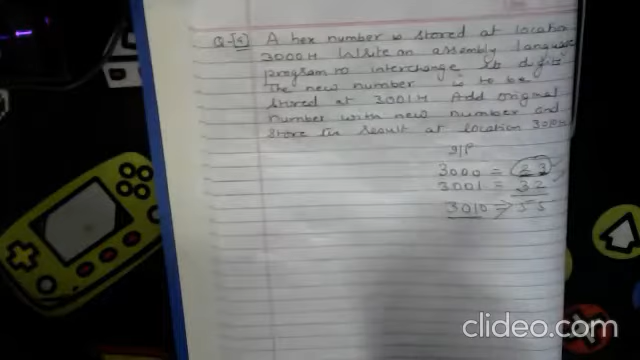 Q-[4] A hex number is stored at locatio
3000H Write an assembly language
program to interchange its digits
The new number is to be
stored at 3001H Add original
number with new number and
store the result at location 3010H
I/P
3000 = 23
3001 = 32
3010 → 55
clideo.com